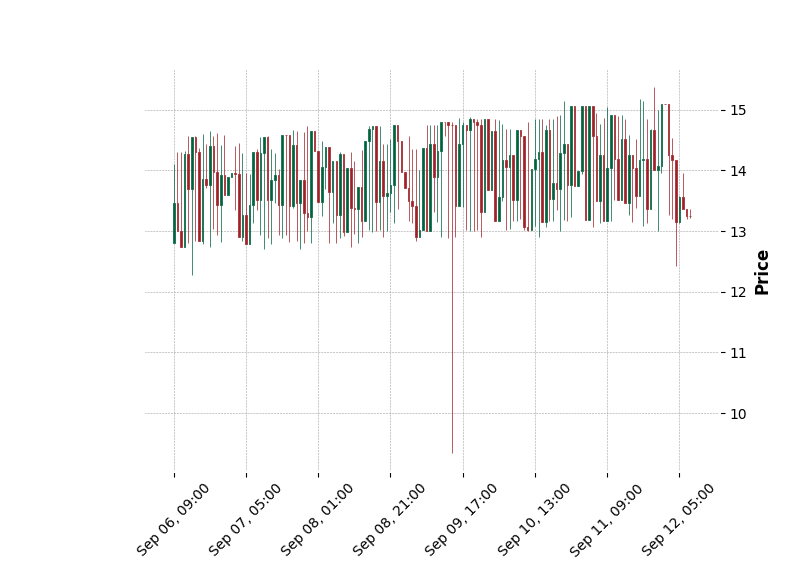 15
14
13
12
11
10
Price
Sep 06, 09:00
Sep 07, 05:00
Sep 08, 01:00
Sep 08, 21:00
Sep 09, 17:00
Sep 10, 13:00
Sep 11, 09:00
Sep 12, 05:00